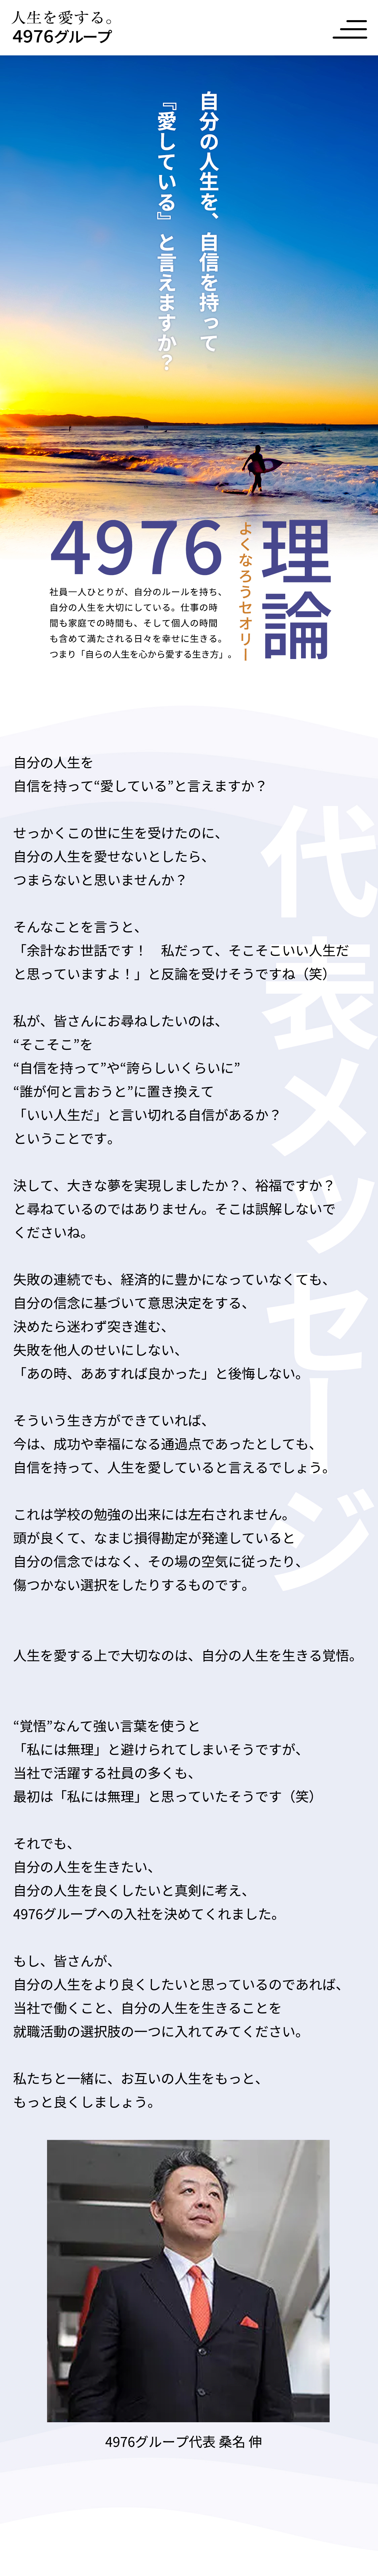 人生を愛する。
4976グループ
自分の人生を、自信を持って
『愛している』と言えますか？
4976
理論
よくなろうセオリー
社員一人ひとりが、自分のルールを持ち、
自分の人生を大切にしている。仕事の時
間も家庭での時間も、そして個人の時間
も含めて満たされる日々を幸せに生きる。
つまり「自らの人生を心から愛する生き方」。
代表メッセージ
自分の人生を
自信を持って“愛している”と言えますか？
せっかくこの世に生を受けたのに、
自分の人生を愛せないとしたら、
つまらないと思いませんか？
そんなことを言うと、
「余計なお世話です！　私だって、そこそこいい人生だ
と思っていますよ！」と反論を受けそうですね（笑）
私が、皆さんにお尋ねしたいのは、
“そこそこ”を
“自信を持って”や“誇らしいくらいに”
“誰が何と言おうと”に置き換えて
「いい人生だ」と言い切れる自信があるか？
ということです。
決して、大きな夢を実現しましたか？、裕福ですか？
と尋ねているのではありません。そこは誤解しないで
くださいね。
失敗の連続でも、経済的に豊かになっていなくても、
自分の信念に基づいて意思決定をする、
決めたら迷わず突き進む、
失敗を他人のせいにしない、
「あの時、ああすれば良かった」と後悔しない。
そういう生き方ができていれば、
今は、成功や幸福になる通過点であったとしても、
自信を持って、人生を愛していると言えるでしょう。
これは学校の勉強の出来には左右されません。
頭が良くて、なまじ損得勘定が発達していると
自分の信念ではなく、その場の空気に従ったり、
傷つかない選択をしたりするものです。
人生を愛する上で大切なのは、自分の人生を生きる覚悟。
“覚悟”なんて強い言葉を使うと
「私には無理」と避けられてしまいそうですが、
当社で活躍する社員の多くも、
最初は「私には無理」と思っていたそうです（笑）
それでも、
自分の人生を生きたい、
自分の人生を良くしたいと真剣に考え、
4976グループへの入社を決めてくれました。
もし、皆さんが、
自分の人生をより良くしたいと思っているのであれば、
当社で働くこと、自分の人生を生きることを
就職活動の選択肢の一つに入れてみてください。
私たちと一緒に、お互いの人生をもっと、
もっと良くしましょう。
4976グループ代表 桑名 伸